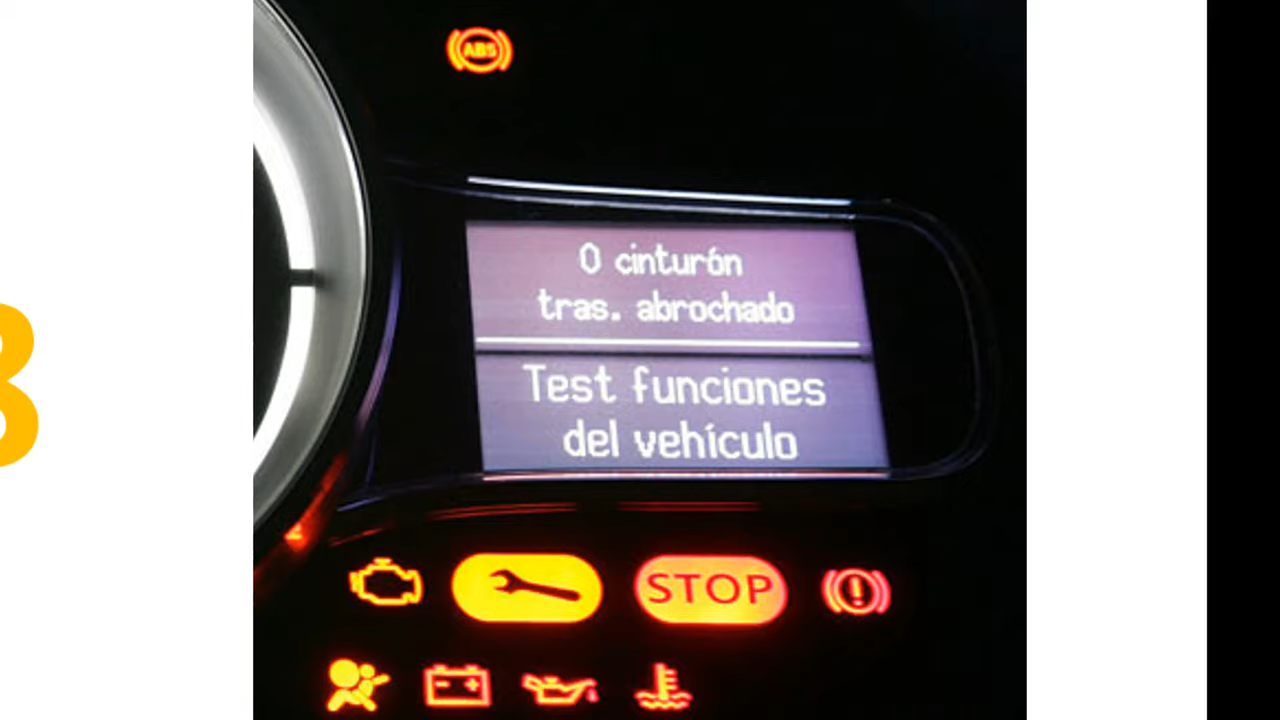 ABS
0 cinturón
tras. abrochado
Test funciones
del vehículo
STOP